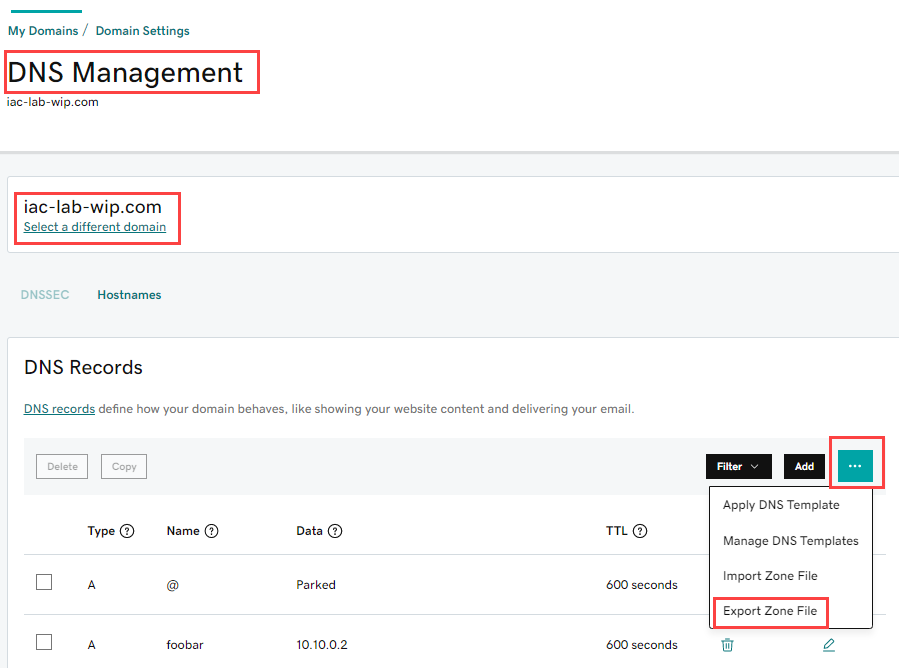 My Domains / Domain Settings
DNS Management
iac-lab-wip.com
iac-lab-wip.com
Select a different domain
DNSSEC Hostnames
DNS Records
DNS records define how your domain behaves, like showing your website content and delivering your email.
Delete Copy Filter Add ...
Apply DNS Template
Manage DNS Templates
Import Zone File
Export Zone File
Type ? Name ? Data ? TTL ?
A @ Parked 600 seconds
A foobar 10.10.0.2 600 seconds